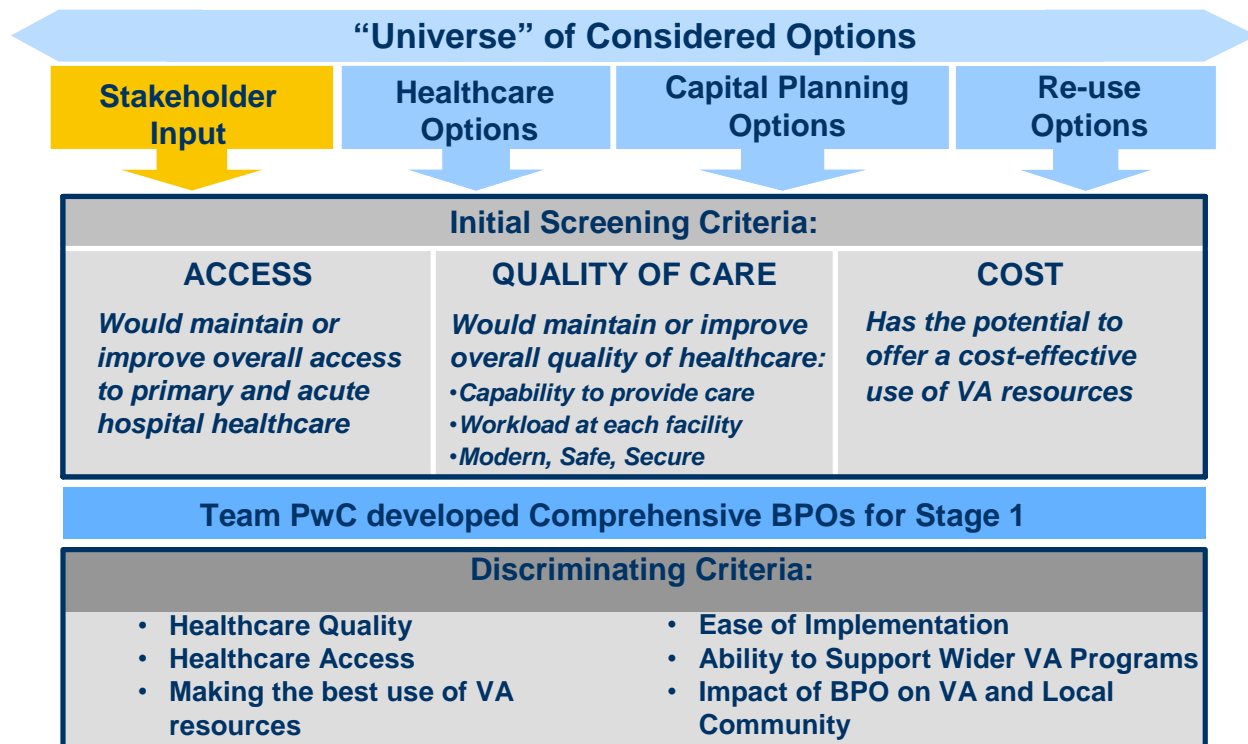 “Universe” of Considered Options
Stakeholder
Input
Healthcare
Options
Capital Planning
Options
Re-use
Options
Initial Screening Criteria:
ACCESS
Would maintain or
improve overall access
to primary and acute
hospital healthcare
QUALITY OF CARE
Would maintain or improve
overall quality of healthcare:
•Capability to provide care
•Workload at each facility
•Modern, Safe, Secure
COST
Has the potential to
offer a cost-effective
use of VA resources
Team PwC developed Comprehensive BPOs for Stage 1
Discriminating Criteria:
• Healthcare Quality
• Healthcare Access
• Making the best use of VA
resources
• Ease of Implementation
• Ability to Support Wider VA Programs
• Impact of BPO on VA and Local
Community